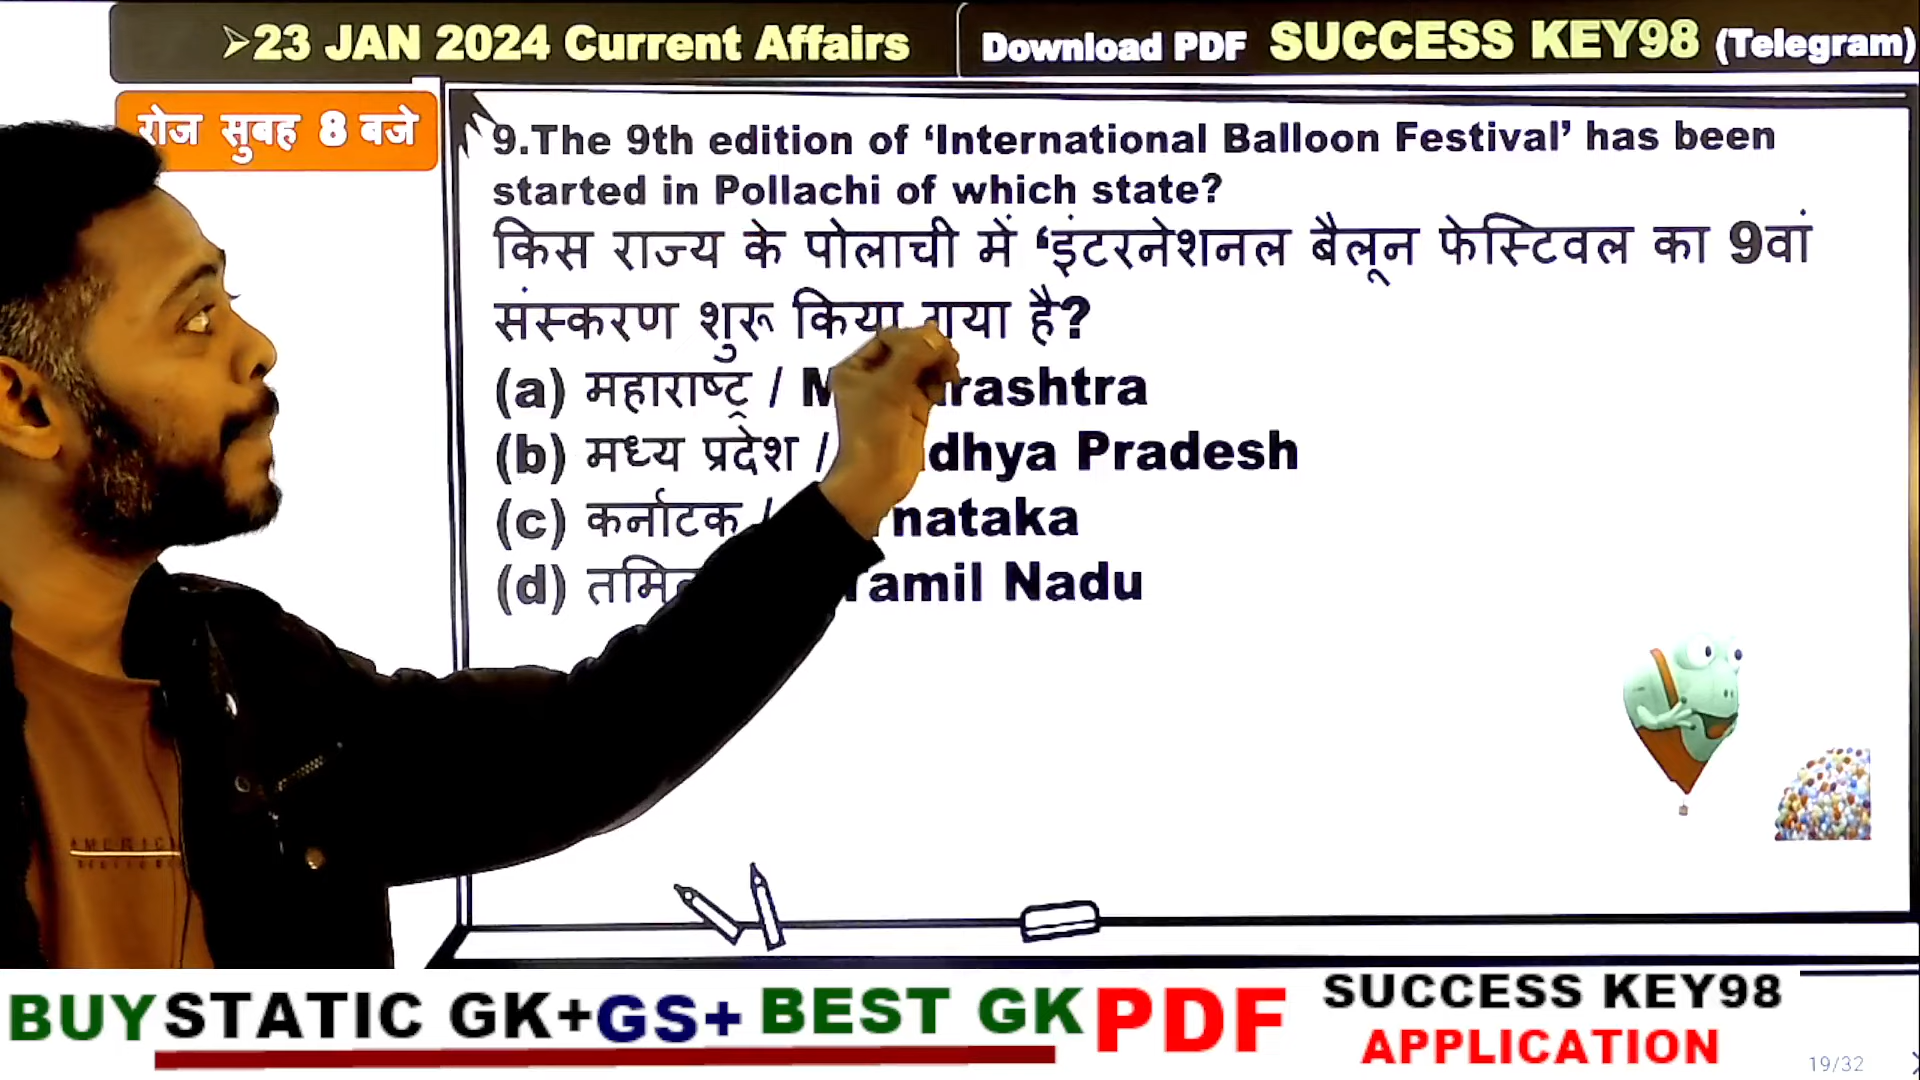 ➢23 JAN 2024 Current Affairs
Download PDF SUCCESS KEY98 (Telegram)
रोज सुबह 8 बजे
9.The 9th edition of ‘International Balloon Festival’ has been
started in Pollachi of which state?
किस राज्य के पोलाची में ‘इंटरनेशनल बैलून फेस्टिवल का 9वां
संस्करण शुरू किया गया है?
(a) महाराष्ट्र / M rashtra
(b) मध्य प्रदेश / dhya Pradesh
(c) कर्नाटक / nataka
(d) तमि Tamil Nadu
BUY STATIC GK+GS+ BEST GK PDF
SUCCESS KEY98
APPLICATION
19/32